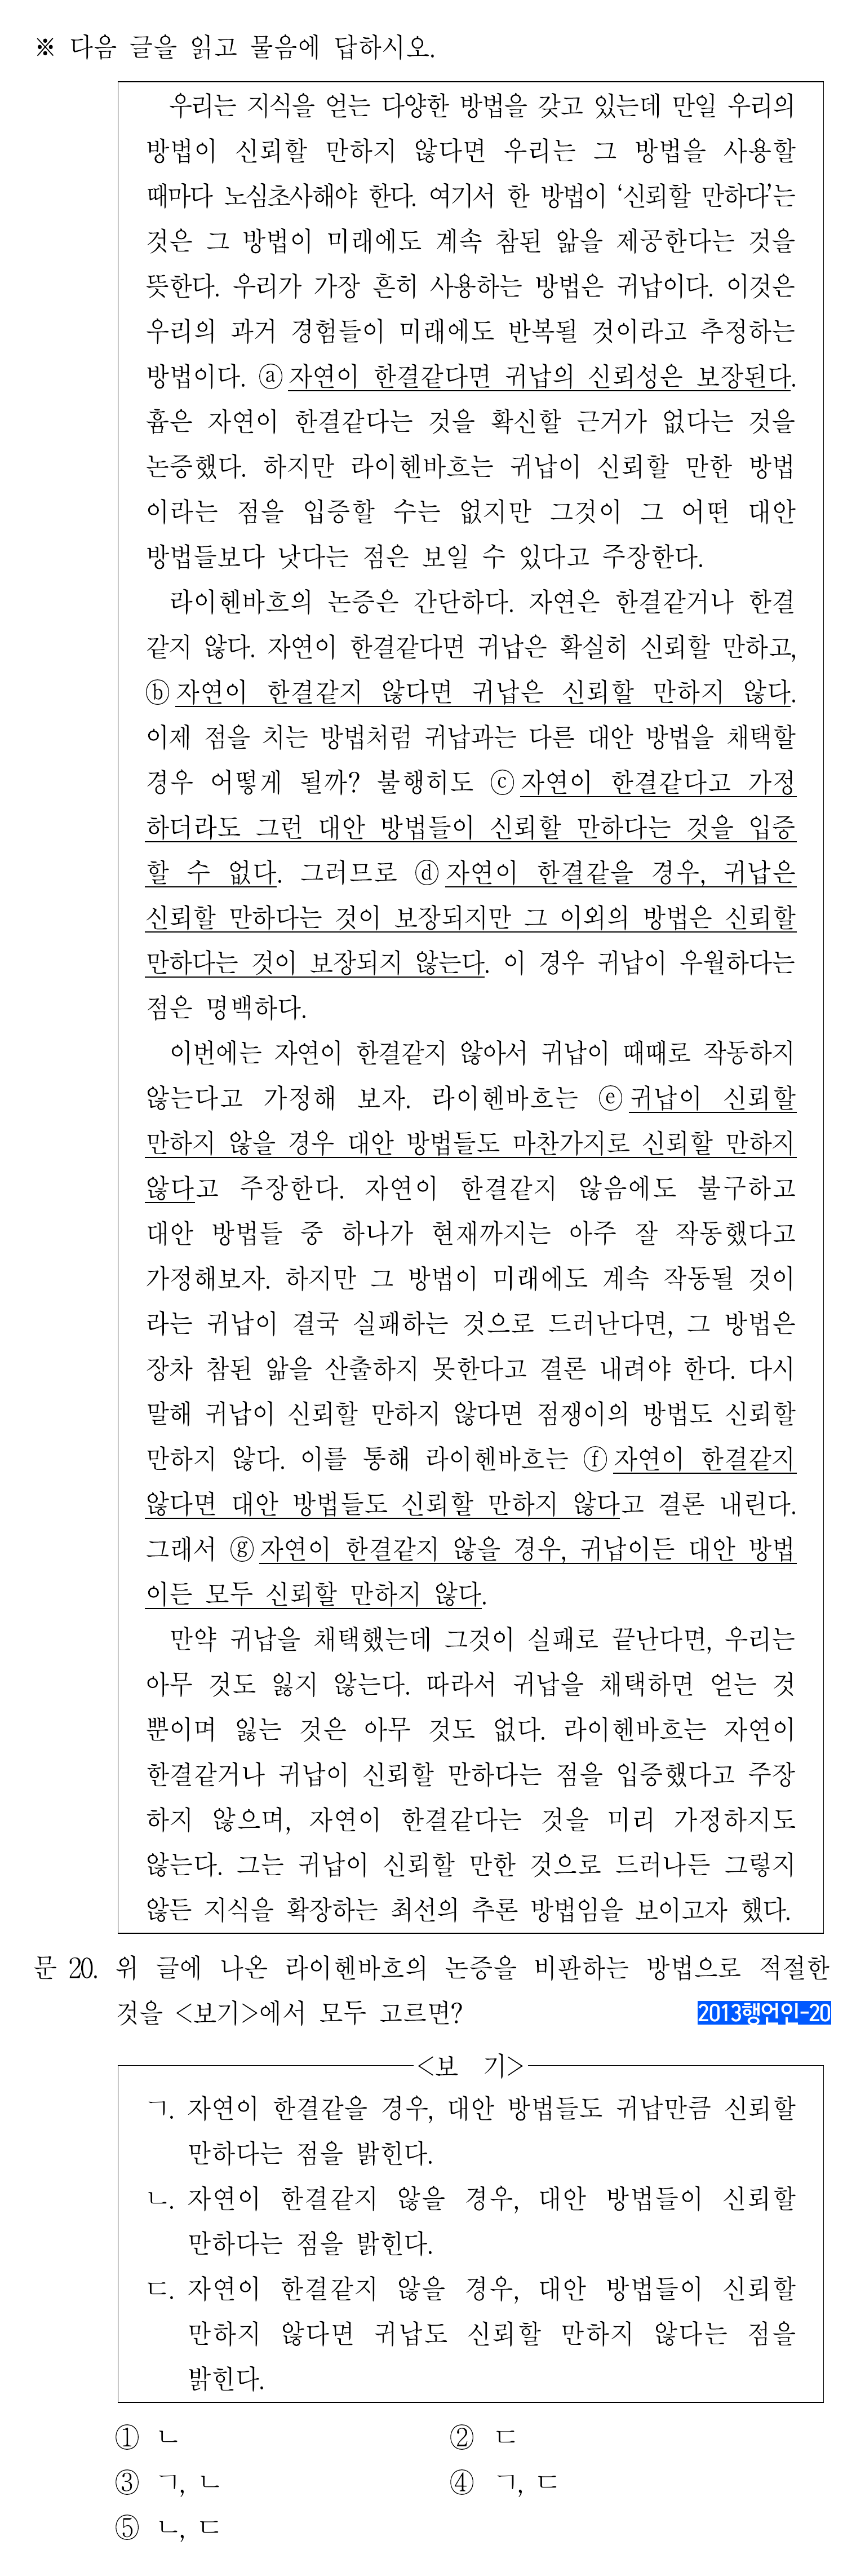 ※ 다음 글을 읽고 물음에 답하시오.
우리는 지식을 얻는 다양한 방법을 갖고 있는데 만일 우리의
방법이 신뢰할 만하지 않다면 우리는 그 방법을 사용할
때마다 노심초사해야 한다. 여기서 한 방법이 ‘신뢰할 만하다’는
것은 그 방법이 미래에도 계속 참된 앎을 제공한다는 것을
뜻한다. 우리가 가장 흔히 사용하는 방법은 귀납이다. 이것은
우리의 과거 경험들이 미래에도 반복될 것이라고 추정하는
방법이다. ⓐ자연이 한결같다면 귀납의 신뢰성은 보장된다.
흄은 자연이 한결같다는 것을 확신할 근거가 없다는 것을
논증했다. 하지만 라이헨바흐는 귀납이 신뢰할 만한 방법
이라는 점을 입증할 수는 없지만 그것이 그 어떤 대안
방법들보다 낫다는 점은 보일 수 있다고 주장한다.
라이헨바흐의 논증은 간단하다. 자연은 한결같거나 한결
같지 않다. 자연이 한결같다면 귀납은 확실히 신뢰할 만하고,
ⓑ자연이 한결같지 않다면 귀납은 신뢰할 만하지 않다.
이제 점을 치는 방법처럼 귀납과는 다른 대안 방법을 채택할
경우 어떻게 될까? 불행히도 ⓒ자연이 한결같다고 가정
하더라도 그런 대안 방법들이 신뢰할 만하다는 것을 입증
할 수 없다. 그러므로 ⓓ자연이 한결같을 경우, 귀납은
신뢰할 만하다는 것이 보장되지만 그 이외의 방법은 신뢰할
만하다는 것이 보장되지 않는다. 이 경우 귀납이 우월하다는
점은 명백하다.
이번에는 자연이 한결같지 않아서 귀납이 때때로 작동하지
않는다고 가정해 보자. 라이헨바흐는 ⓔ귀납이 신뢰할
만하지 않을 경우 대안 방법들도 마찬가지로 신뢰할 만하지
않다고 주장한다. 자연이 한결같지 않음에도 불구하고
대안 방법들 중 하나가 현재까지는 아주 잘 작동했다고
가정해보자. 하지만 그 방법이 미래에도 계속 작동될 것이
라는 귀납이 결국 실패하는 것으로 드러난다면, 그 방법은
장차 참된 앎을 산출하지 못한다고 결론 내려야 한다. 다시
말해 귀납이 신뢰할 만하지 않다면 점쟁이의 방법도 신뢰할
만하지 않다. 이를 통해 라이헨바흐는 ⓕ자연이 한결같지
않다면 대안 방법들도 신뢰할 만하지 않다고 결론 내린다.
그래서 ⓖ자연이 한결같지 않을 경우, 귀납이든 대안 방법
이든 모두 신뢰할 만하지 않다.
만약 귀납을 채택했는데 그것이 실패로 끝난다면, 우리는
아무 것도 잃지 않는다. 따라서 귀납을 채택하면 얻는 것
뿐이며 잃는 것은 아무 것도 없다. 라이헨바흐는 자연이
한결같거나 귀납이 신뢰할 만하다는 점을 입증했다고 주장
하지 않으며, 자연이 한결같다는 것을 미리 가정하지도
않는다. 그는 귀납이 신뢰할 만한 것으로 드러나든 그렇지
않든 지식을 확장하는 최선의 추론 방법임을 보이고자 했다.
문 20. 위 글에 나온 라이헨바흐의 논증을 비판하는 방법으로 적절한
것을 <보기>에서 모두 고르면? 2013행언인-20
<보 기>
ㄱ. 자연이 한결같을 경우, 대안 방법들도 귀납만큼 신뢰할
만하다는 점을 밝힌다.
ㄴ. 자연이 한결같지 않을 경우, 대안 방법들이 신뢰할
만하다는 점을 밝힌다.
ㄷ. 자연이 한결같지 않을 경우, 대안 방법들이 신뢰할
만하지 않다면 귀납도 신뢰할 만하지 않다는 점을
밝힌다.
① ㄴ ② ㄷ
③ ㄱ, ㄴ ④ ㄱ, ㄷ
⑤ ㄴ, ㄷ